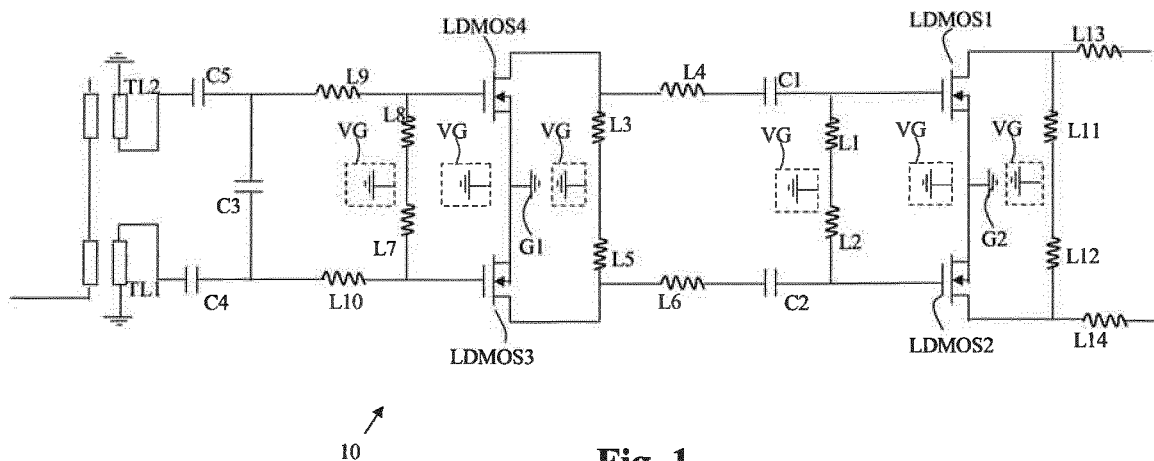 LDMOS4
LDMOS1
L13
TL2
C5
L9
L4
C1
L8
VG
VG
VG
L3
VG
L1
VG
VG
L11
C3
L7
G1
L5
L2
G2
L12
TL1
C4
L10
L6
C2
LDMOS3
LDMOS2
L14
10
Fig. 1